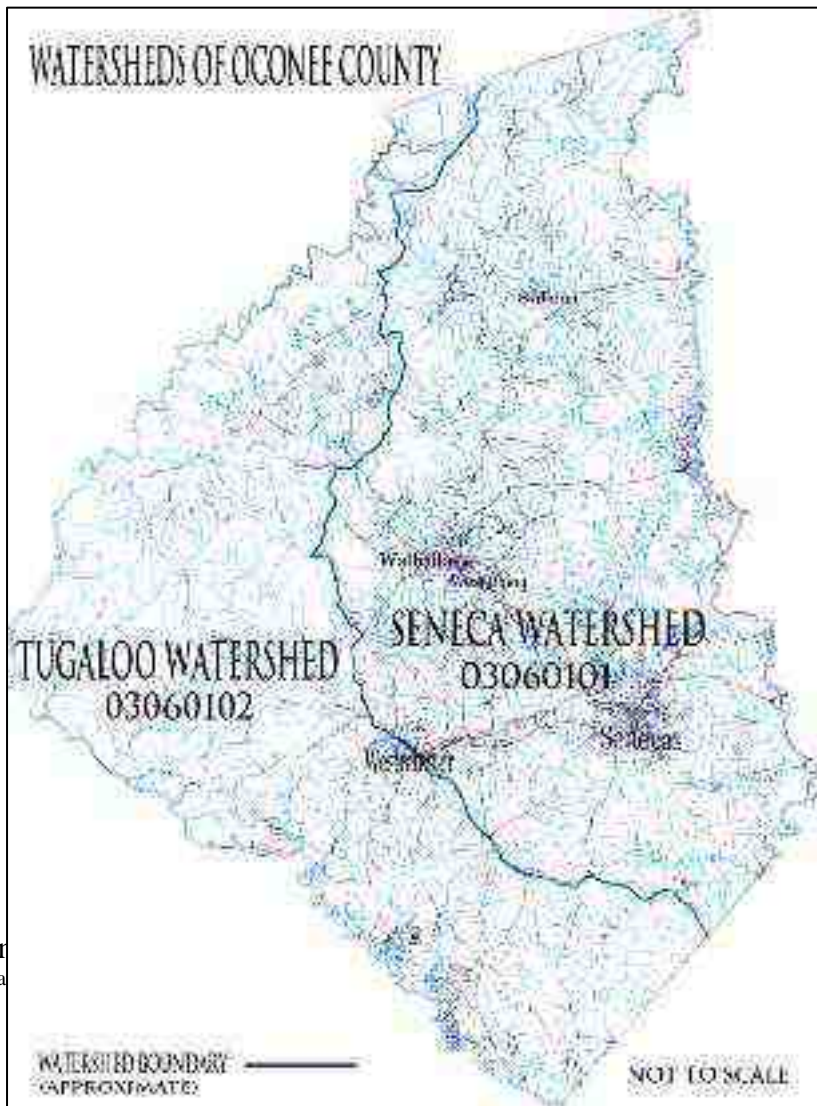 WATERSHEDS OF OCONEE COUNTY
Salem
Walhalla
SENECA WATERSHED
03060101
TUGALOO WATERSHED
03060102
Seneca
Westminster
r
a
WATERSHED BOUNDARY
(APPROXIMATE)
NOT TO SCALE